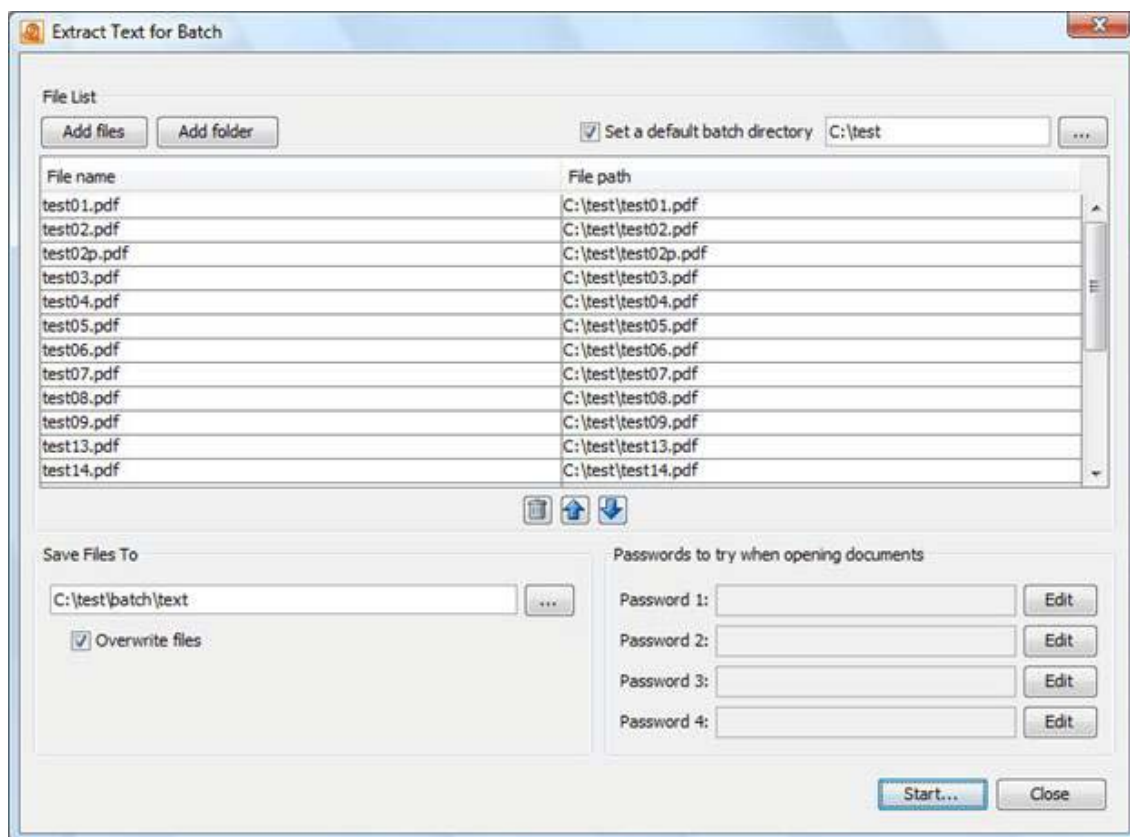 Extract Text for Batch
File List
Add files Add folder Set a default batch directory C:\test ...
File name File path
test01.pdf C:\test\test01.pdf
test02.pdf C:\test\test02.pdf
test02p.pdf C:\test\test02p.pdf
test03.pdf C:\test\test03.pdf
test04.pdf C:\test\test04.pdf
test05.pdf C:\test\test05.pdf
test06.pdf C:\test\test06.pdf
test07.pdf C:\test\test07.pdf
test08.pdf C:\test\test08.pdf
test09.pdf C:\test\test09.pdf
test13.pdf C:\test\test13.pdf
test14.pdf C:\test\test14.pdf
Save Files To
C:\test\batch\text ...
Overwrite files
Passwords to try when opening documents
Password 1: Edit
Password 2: Edit
Password 3: Edit
Password 4: Edit
Start... Close